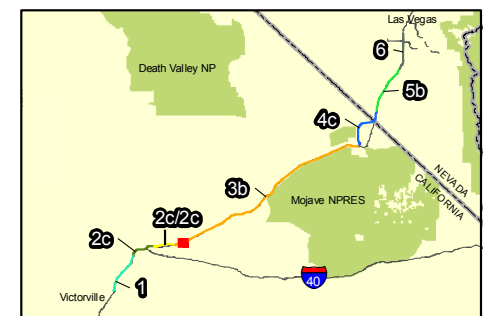 Las Vegas
6
Death Valley NP
5b
4c
NEVADA
CALIFORNIA
3b
Mojave NPRES
2c/2c
2c
40
1
Victorville